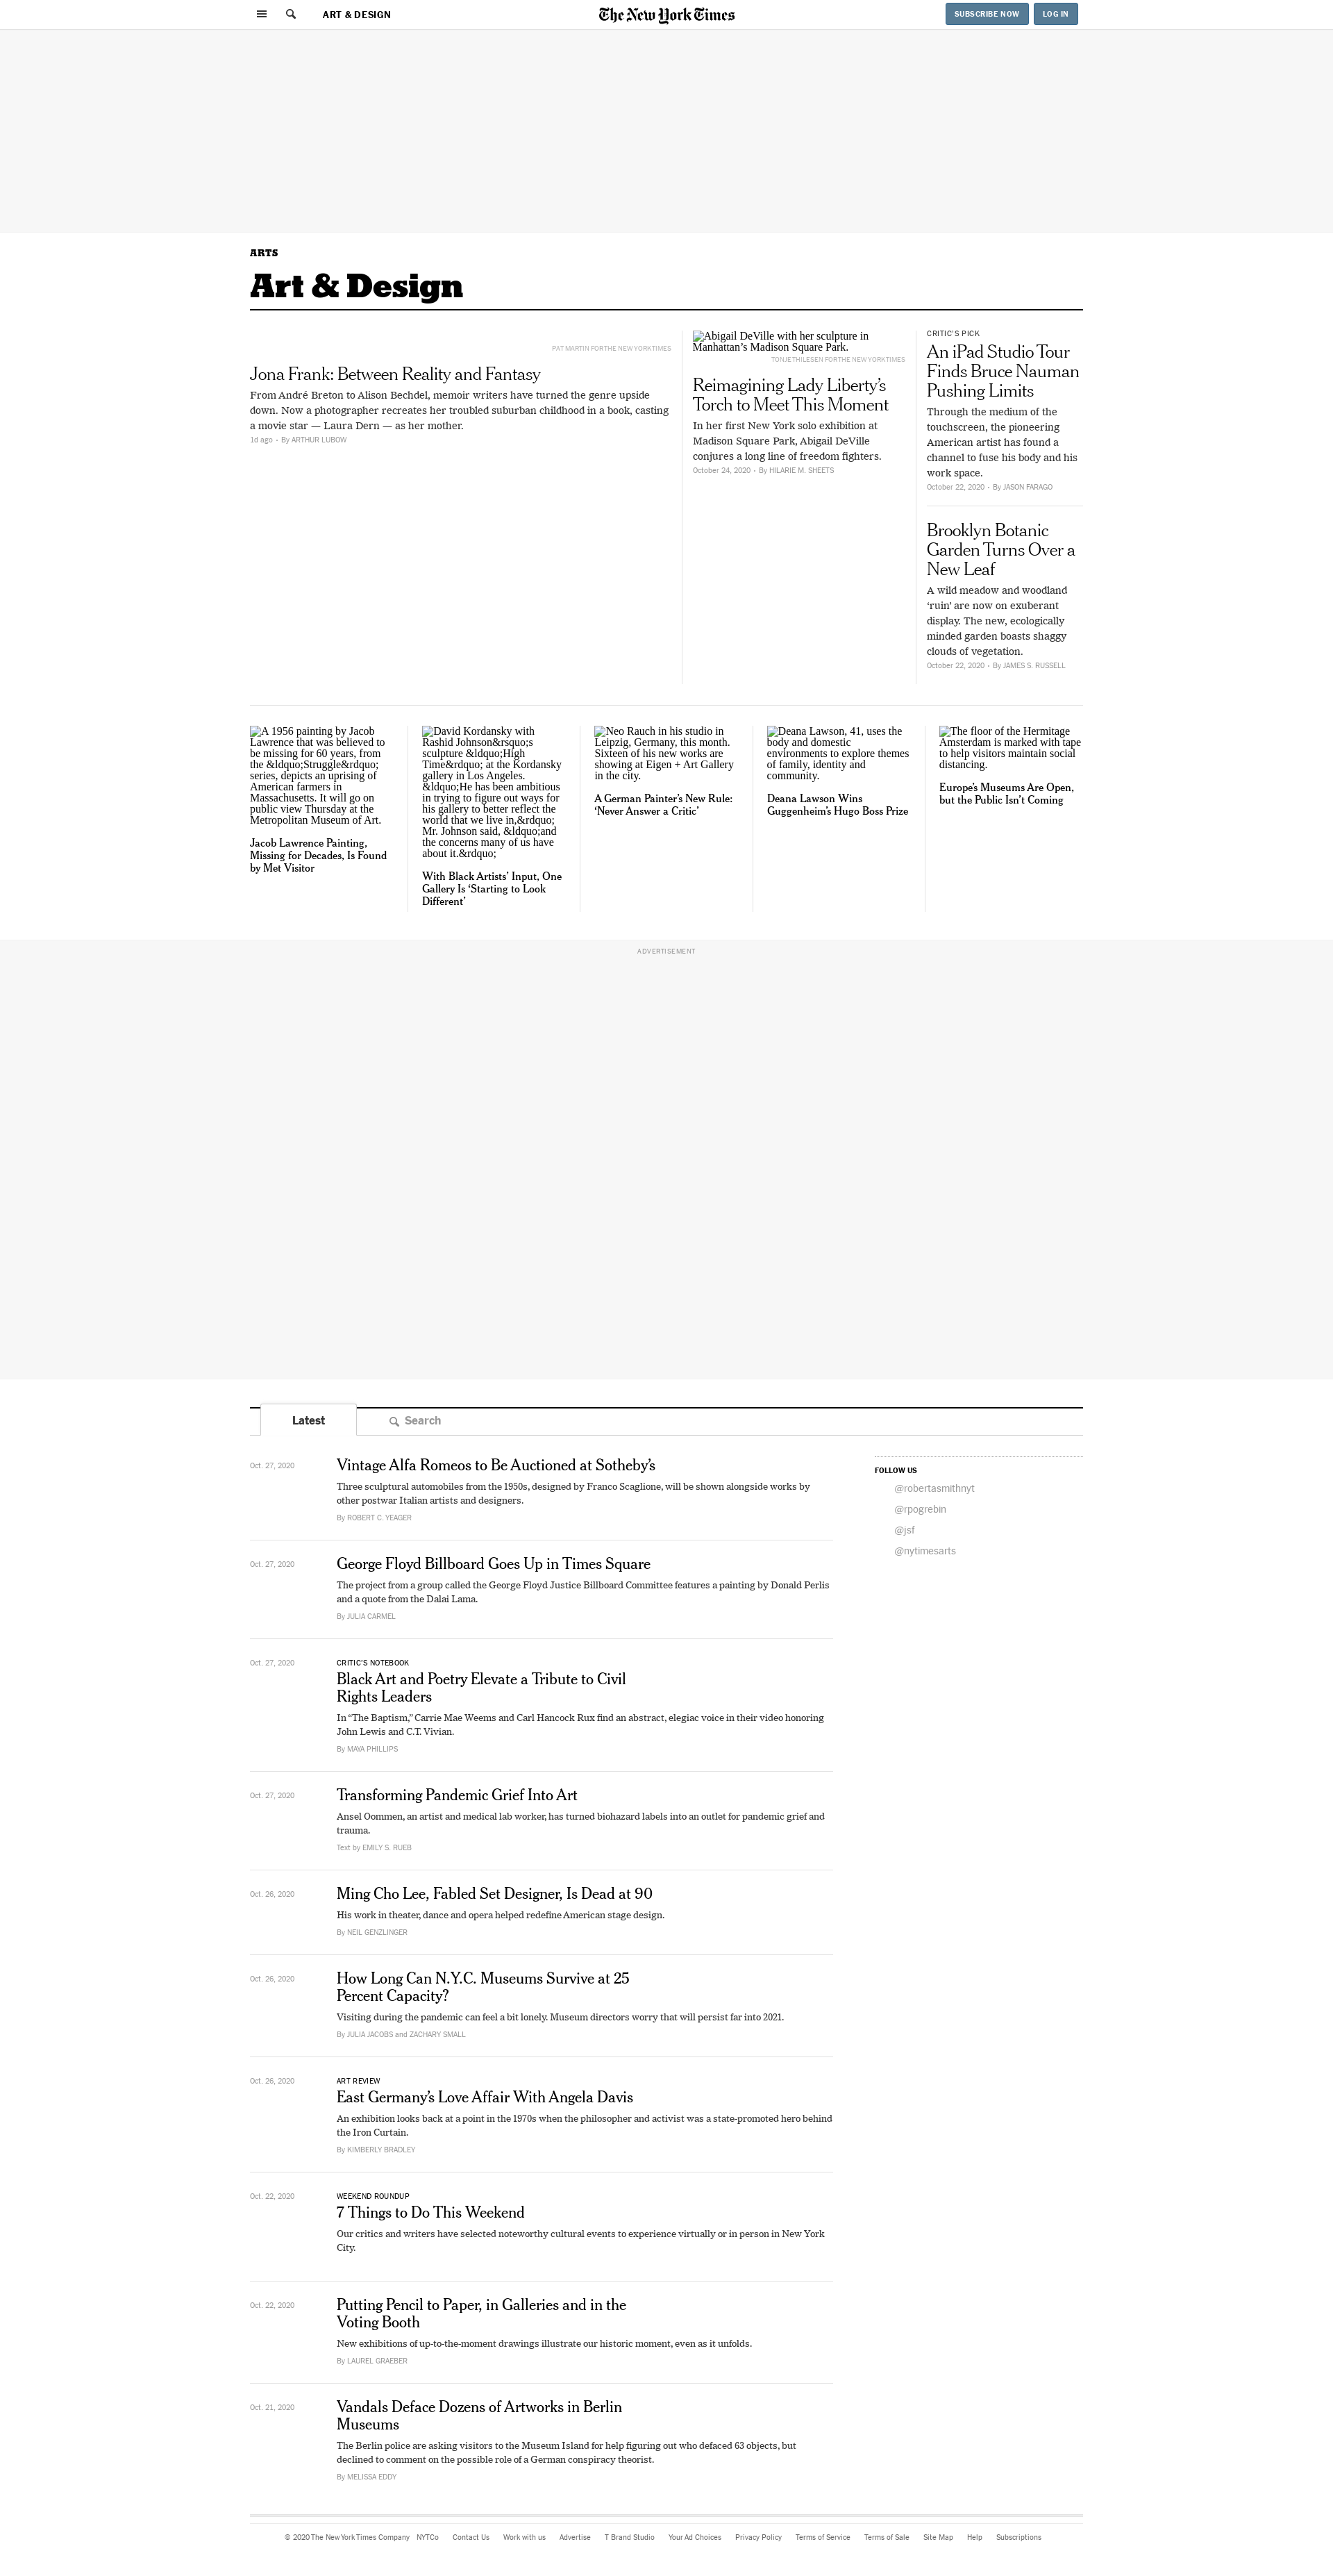 ART & DESIGN
The New York Times
SUBSCRIBE NOW
LOG IN
ARTS
Art & Design
PAT MARTIN FOR THE NEW YORK TIMES
Jona Frank: Between Reality and Fantasy
From André Breton to Alison Bechdel, memoir writers have turned the genre upside
down. Now a photographer recreates her troubled suburban childhood in a book, casting
a movie star — Laura Dern — as her mother.
1d ago • By ARTHUR LUBOW
Abigail DeVille with her sculpture in
Manhattan’s Madison Square Park.
TONJE THILESEN FOR THE NEW YORK TIMES
Reimagining Lady Liberty’s
Torch to Meet This Moment
In her first New York solo exhibition at
Madison Square Park, Abigail DeVille
conjures a long line of freedom fighters.
October 24, 2020 • By HILARIE M. SHEETS
CRITIC’S PICK
An iPad Studio Tour
Finds Bruce Nauman
Pushing Limits
Through the medium of the
touchscreen, the pioneering
American artist has found a
channel to fuse his body and his
work space.
October 22, 2020 • By JASON FARAGO
Brooklyn Botanic
Garden Turns Over a
New Leaf
A wild meadow and woodland
‘ruin’ are now on exuberant
display. The new, ecologically
minded garden boasts shaggy
clouds of vegetation.
October 22, 2020 • By JAMES S. RUSSELL
A 1956 painting by Jacob
Lawrence that was believed to
be missing for 60 years, from
the &ldquo;Struggle&rdquo;
series, depicts an uprising of
American farmers in
Massachusetts. It will go on
public view Thursday at the
Metropolitan Museum of Art.
Jacob Lawrence Painting,
Missing for Decades, Is Found
by Met Visitor
David Kordansky with
Rashid Johnson&rsquo;s
sculpture &ldquo;High
Time&rdquo; at the Kordansky
gallery in Los Angeles.
&ldquo;He has been ambitious
in trying to figure out ways for
his gallery to better reflect the
world that we live in,&rdquo;
Mr. Johnson said, &ldquo;and
the concerns many of us have
about it.&rdquo;
With Black Artists’ Input, One
Gallery Is ‘Starting to Look
Different’
Neo Rauch in his studio in
Leipzig, Germany, this month.
Sixteen of his new works are
showing at Eigen + Art Gallery
in the city.
A German Painter’s New Rule:
‘Never Answer a Critic’
Deana Lawson, 41, uses the
body and domestic
environments to explore themes
of family, identity and
community.
Deana Lawson Wins
Guggenheim’s Hugo Boss Prize
The floor of the Hermitage
Amsterdam is marked with tape
to help visitors maintain social
distancing.
Europe’s Museums Are Open,
but the Public Isn’t Coming
ADVERTISEMENT
Latest
Search
Oct. 27, 2020
Vintage Alfa Romeos to Be Auctioned at Sotheby’s
Three sculptural automobiles from the 1950s, designed by Franco Scaglione, will be shown alongside works by
other postwar Italian artists and designers.
By ROBERT C. YEAGER
Oct. 27, 2020
George Floyd Billboard Goes Up in Times Square
The project from a group called the George Floyd Justice Billboard Committee features a painting by Donald Perlis
and a quote from the Dalai Lama.
By JULIA CARMEL
Oct. 27, 2020
CRITIC’S NOTEBOOK
Black Art and Poetry Elevate a Tribute to Civil
Rights Leaders
In “The Baptism,” Carrie Mae Weems and Carl Hancock Rux find an abstract, elegiac voice in their video honoring
John Lewis and C.T. Vivian.
By MAYA PHILLIPS
Oct. 27, 2020
Transforming Pandemic Grief Into Art
Ansel Oommen, an artist and medical lab worker, has turned biohazard labels into an outlet for pandemic grief and
trauma.
Text by EMILY S. RUEB
Oct. 26, 2020
Ming Cho Lee, Fabled Set Designer, Is Dead at 90
His work in theater, dance and opera helped redefine American stage design.
By NEIL GENZLINGER
Oct. 26, 2020
How Long Can N.Y.C. Museums Survive at 25
Percent Capacity?
Visiting during the pandemic can feel a bit lonely. Museum directors worry that will persist far into 2021.
By JULIA JACOBS and ZACHARY SMALL
Oct. 26, 2020
ART REVIEW
East Germany’s Love Affair With Angela Davis
An exhibition looks back at a point in the 1970s when the philosopher and activist was a state-promoted hero behind
the Iron Curtain.
By KIMBERLY BRADLEY
Oct. 22, 2020
WEEKEND ROUNDUP
7 Things to Do This Weekend
Our critics and writers have selected noteworthy cultural events to experience virtually or in person in New York
City.
Oct. 22, 2020
Putting Pencil to Paper, in Galleries and in the
Voting Booth
New exhibitions of up-to-the-moment drawings illustrate our historic moment, even as it unfolds.
By LAUREL GRAEBER
Oct. 21, 2020
Vandals Deface Dozens of Artworks in Berlin
Museums
The Berlin police are asking visitors to the Museum Island for help figuring out who defaced 63 objects, but
declined to comment on the possible role of a German conspiracy theorist.
By MELISSA EDDY
FOLLOW US
@robertasmithnyt
@rpogrebin
@jsf
@nytimesarts
© 2020 The New York Times Company NYTCo Contact Us Work with us Advertise T Brand Studio Your Ad Choices Privacy Policy Terms of Service Terms of Sale Site Map Help Subscriptions